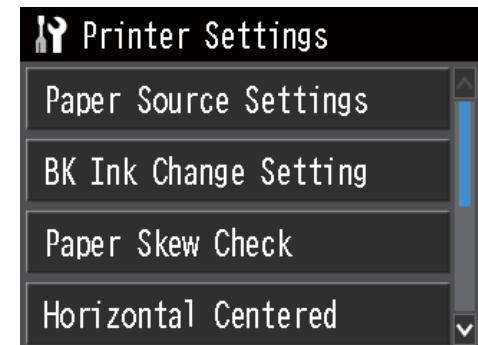 Printer Settings
Paper Source Settings
BK Ink Change Setting
Paper Skew Check
Horizontal Centered